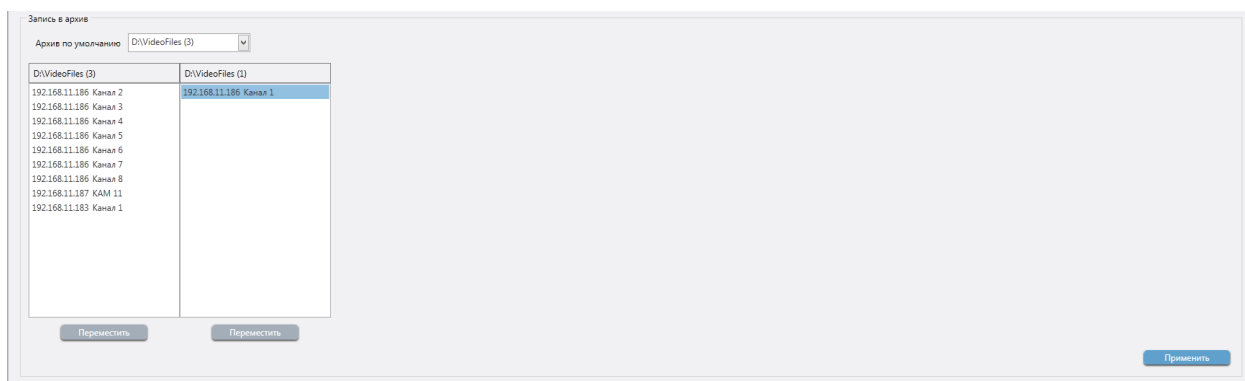 Запись в архив
Архив по умолчанию D:\VideoFiles (3)
D:\VideoFiles (3) D:\VideoFiles (1)
192.168.11.186 Канал 2 192.168.11.186 Канал 1
192.168.11.186 Канал 3
192.168.11.186 Канал 4
192.168.11.186 Канал 5
192.168.11.186 Канал 6
192.168.11.186 Канал 7
192.168.11.186 Канал 8
192.168.11.187 КАМ 11
192.168.11.183 Канал 1
Переместить Переместить
Применить